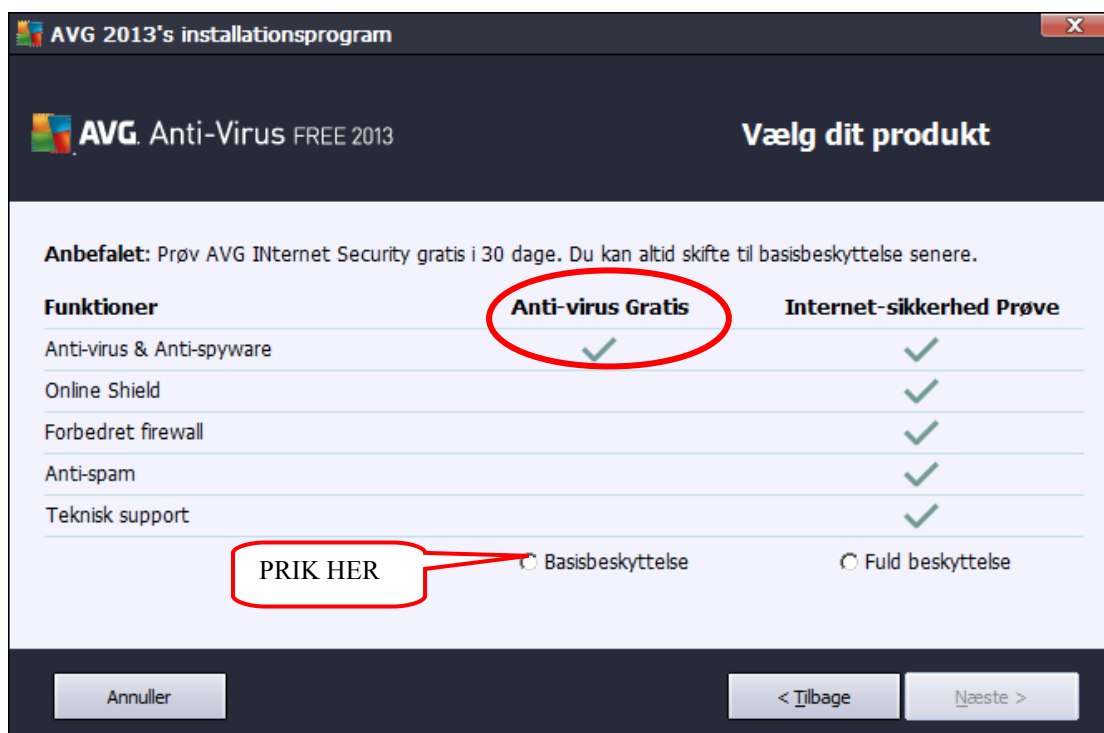 AVG 2013's installationsprogram
AVG. Anti-Virus FREE 2013
Vælg dit produkt
Anbefalet: Prøv AVG INternet Security gratis i 30 dage. Du kan altid skifte til basisbeskyttelse senere.
Funktioner Anti-virus Gratis Internet-sikkerhed Prøve
Anti-virus & Anti-spyware
Online Shield
Forbedret firewall
Anti-spam
Teknisk support
PRIK HER Basisbeskyttelse Fuld beskyttelse
Annuller < Tilbage Næste >